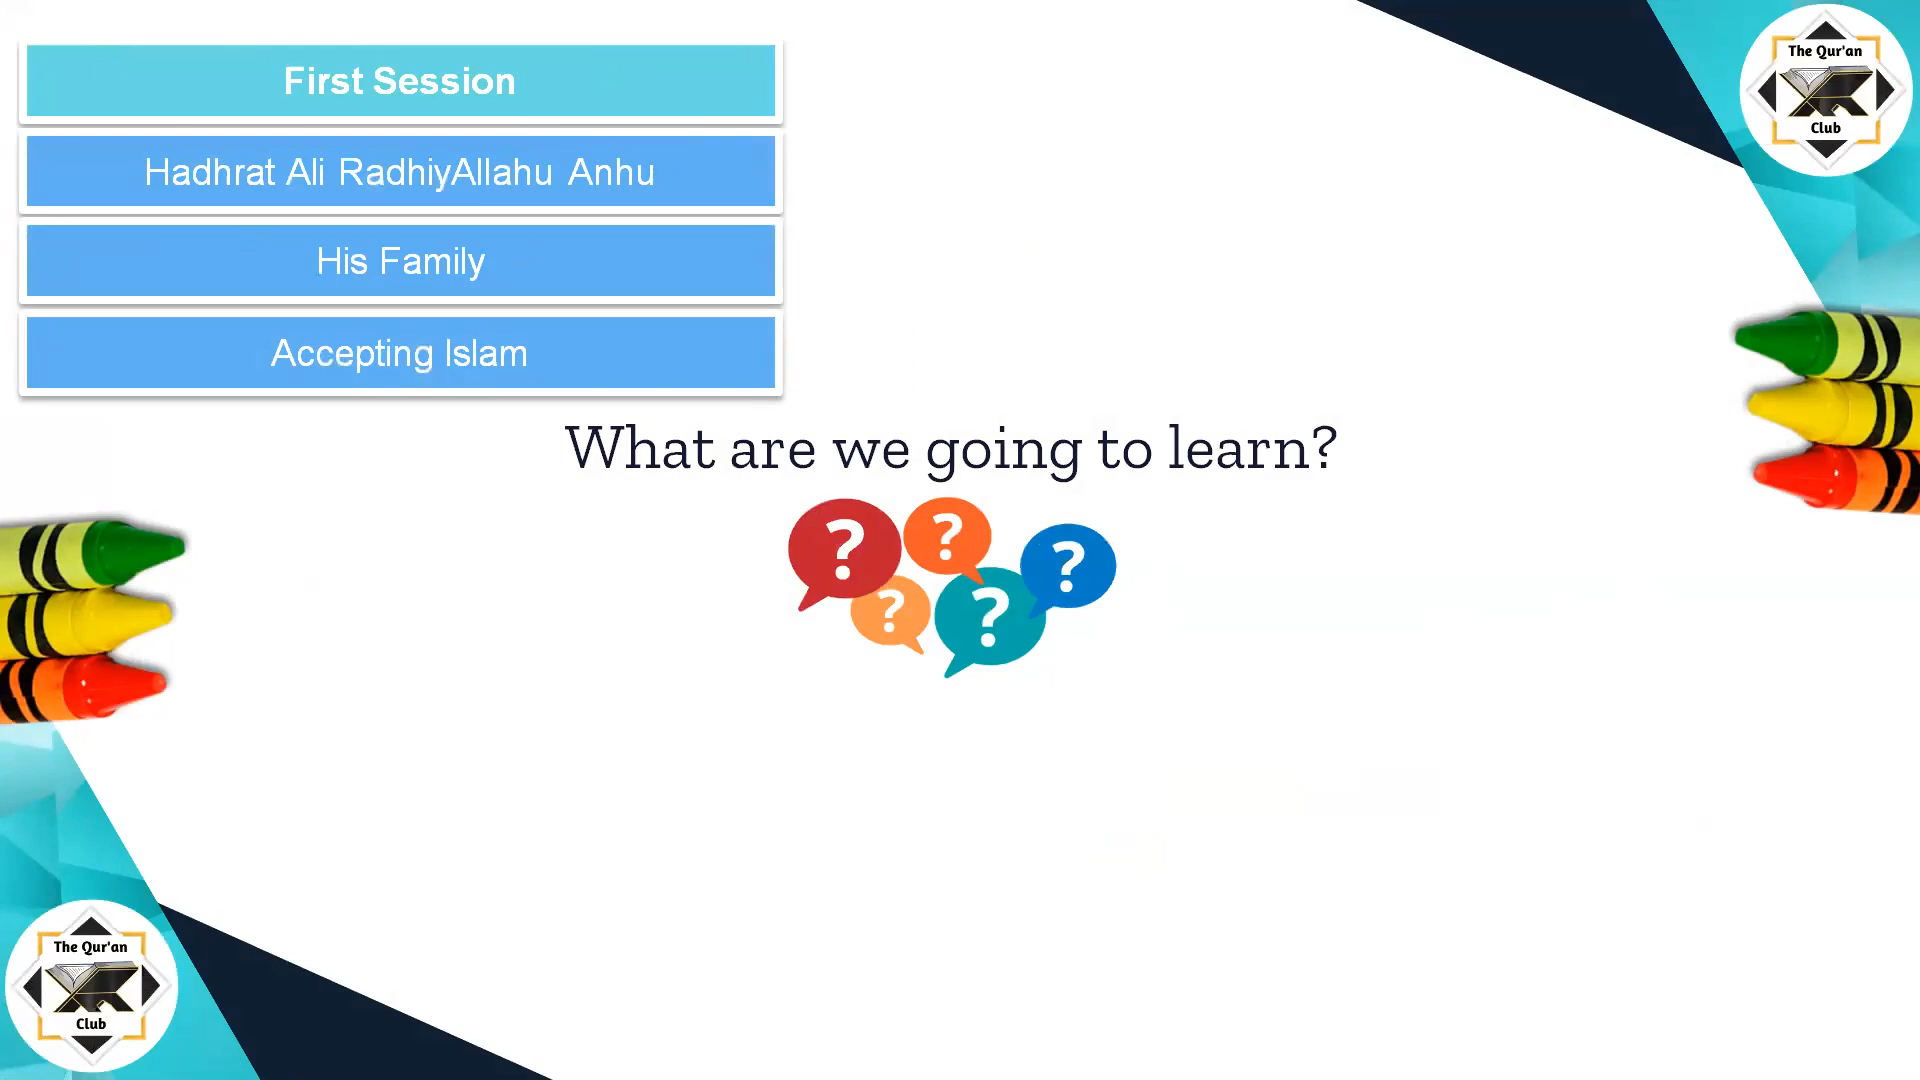 First Session
Hadhrat Ali RadhiyAllahu Anhu
His Family
Accepting Islam
What are we going to learn?
?
?
?
?
?
The Qur'an
Club
The Qur'an
Club